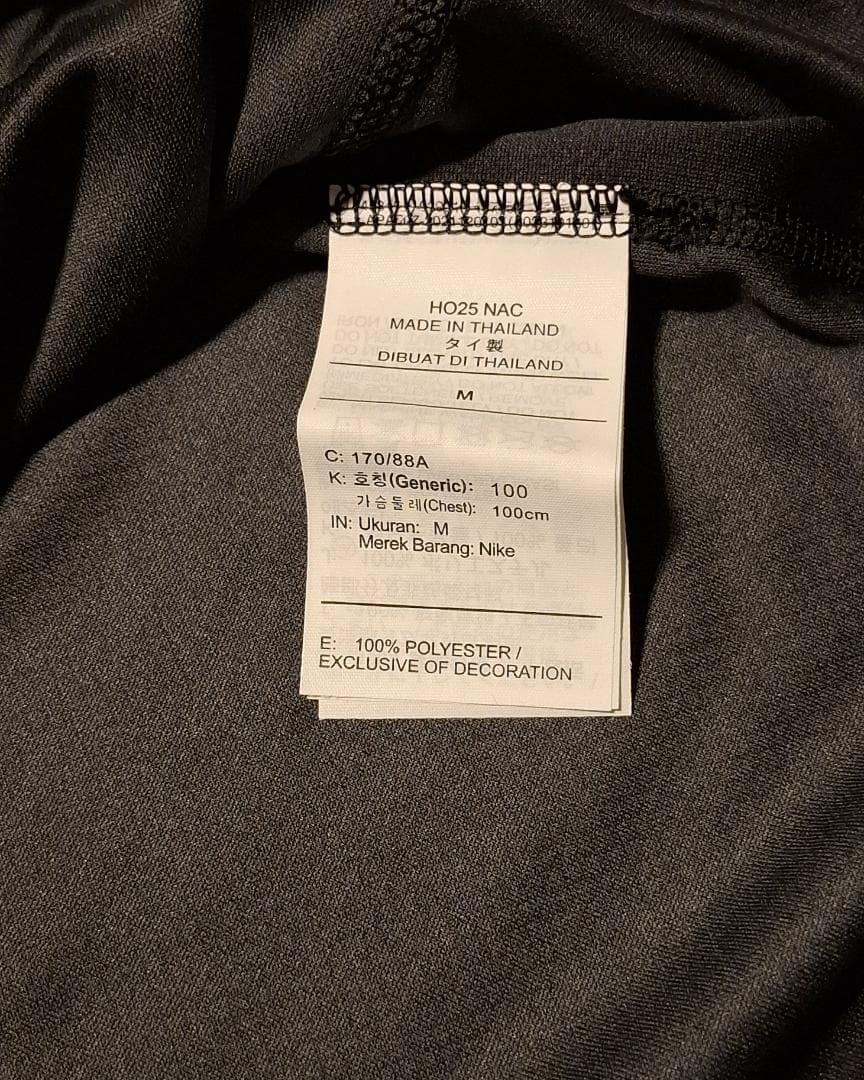 HO25 NAC
MADE IN THAILAND
タイ製
DIBUAT DI THAILAND
M
C: 170/88A
K: 호칭(Generic): 100
가슴둘레(Chest): 100cm
IN: Ukuran: M
Merek Barang: Nike
E: 100% POLYESTER /
EXCLUSIVE OF DECORATION